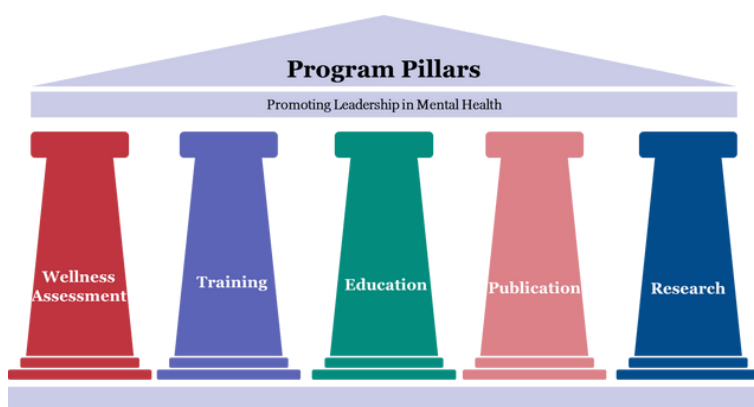 Program Pillars
Promoting Leadership in Mental Health
Wellness
Assessment
Training
Education
Publication
Research